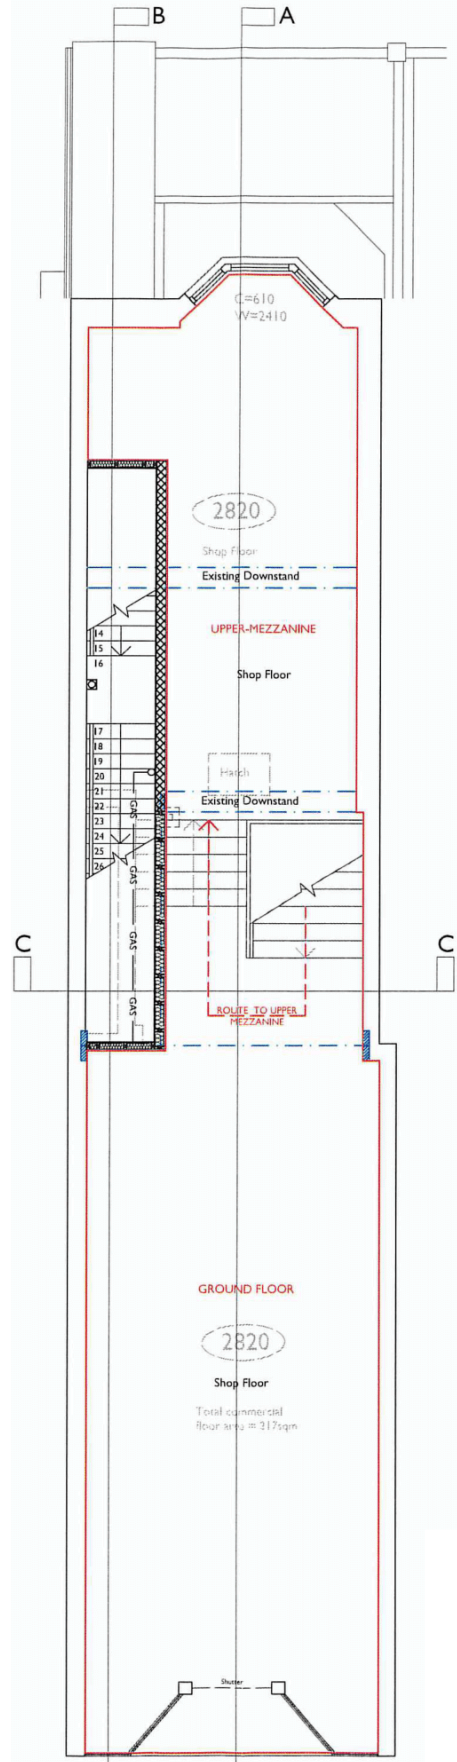 B
A
C=610
W=2410
2820
Shop Floor
Existing Downstand
UPPER-MEZZANINE
14
15
16
Shop Floor
17
18
19
20
21
22
23
24
25
26
Hatch
Existing Downstand
GAS
GAS
GAS
GAS
C
C
ROUTE TO UPPER
MEZZANINE
GROUND FLOOR
2820
Shop Floor
Total commercial
floor area = 317sqm
Shutter